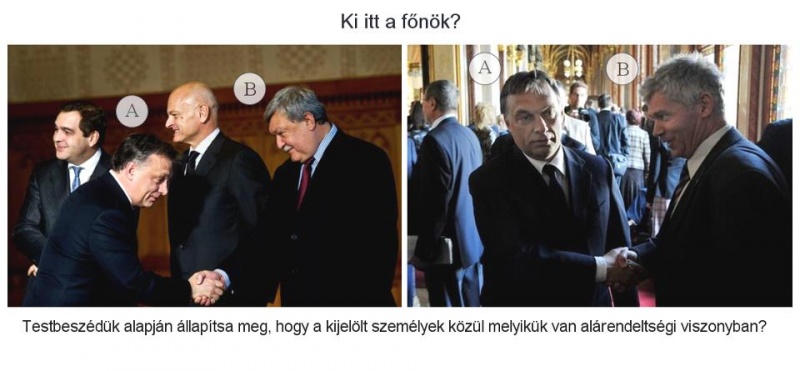 Ki itt a főnök?
A
B
A
B
Testbeszédük alapján állapítsa meg, hogy a kijelölt személyek közül melyikük van alárendeltségi viszonyban?